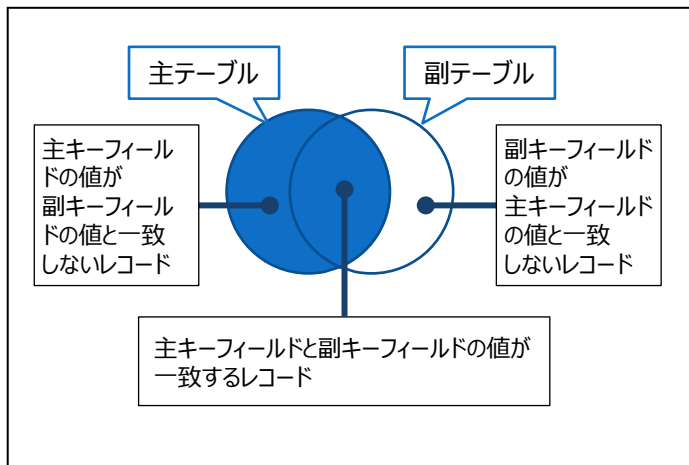 主テーブル
副テーブル
主キーフィール
ドの値が
副キーフィール
ドの値と一致
しないレコード
副キーフィールド
の値が
主キーフィールド
の値と一致
しないレコード
主キーフィールドと副キーフィールドの値が
一致するレコード